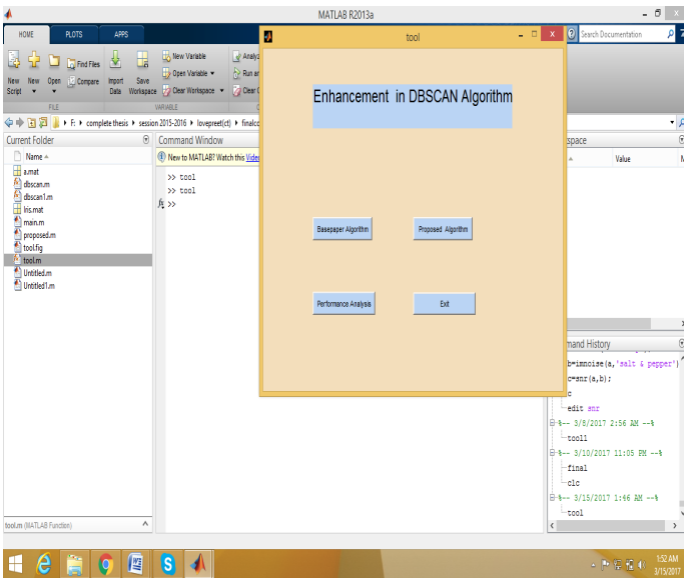 MATLAB R2013a
HOME PLOTS APPS
Search Documentation
New Script
New
Open
Find Files
Compare
Import Data
Save Workspace
New Variable
Open Variable
Clear Workspace
FILE
VARIABLE
F: complete thesis session 2015-2016 lovepreet(ct)
Current Folder
Name
a.mat
dbscan.m
dbscan1.m
Iris.mat
main.m
proposed.m
tool.fig
tool.m
Untitled.m
Untitled1.m
tool.m (MATLAB Function)
Command Window
New to MATLAB? Watch this Video
>> tool
>> tool
fx >>
tool
Enhancement in DBSCAN Algorithm
Basepaper Algorithm
Proposed Algorithm
Performance Analysis
Exit
Value
b=imnoise(a,'salt & pepper')
c=snr(a,b);
c
edit snr
%-- 3/8/2017 2:56 AM --%
tool1
%-- 3/10/2017 11:05 PM --%
final
clc
%-- 3/15/2017 1:46 AM --%
tool
1:52 AM
3/15/2017